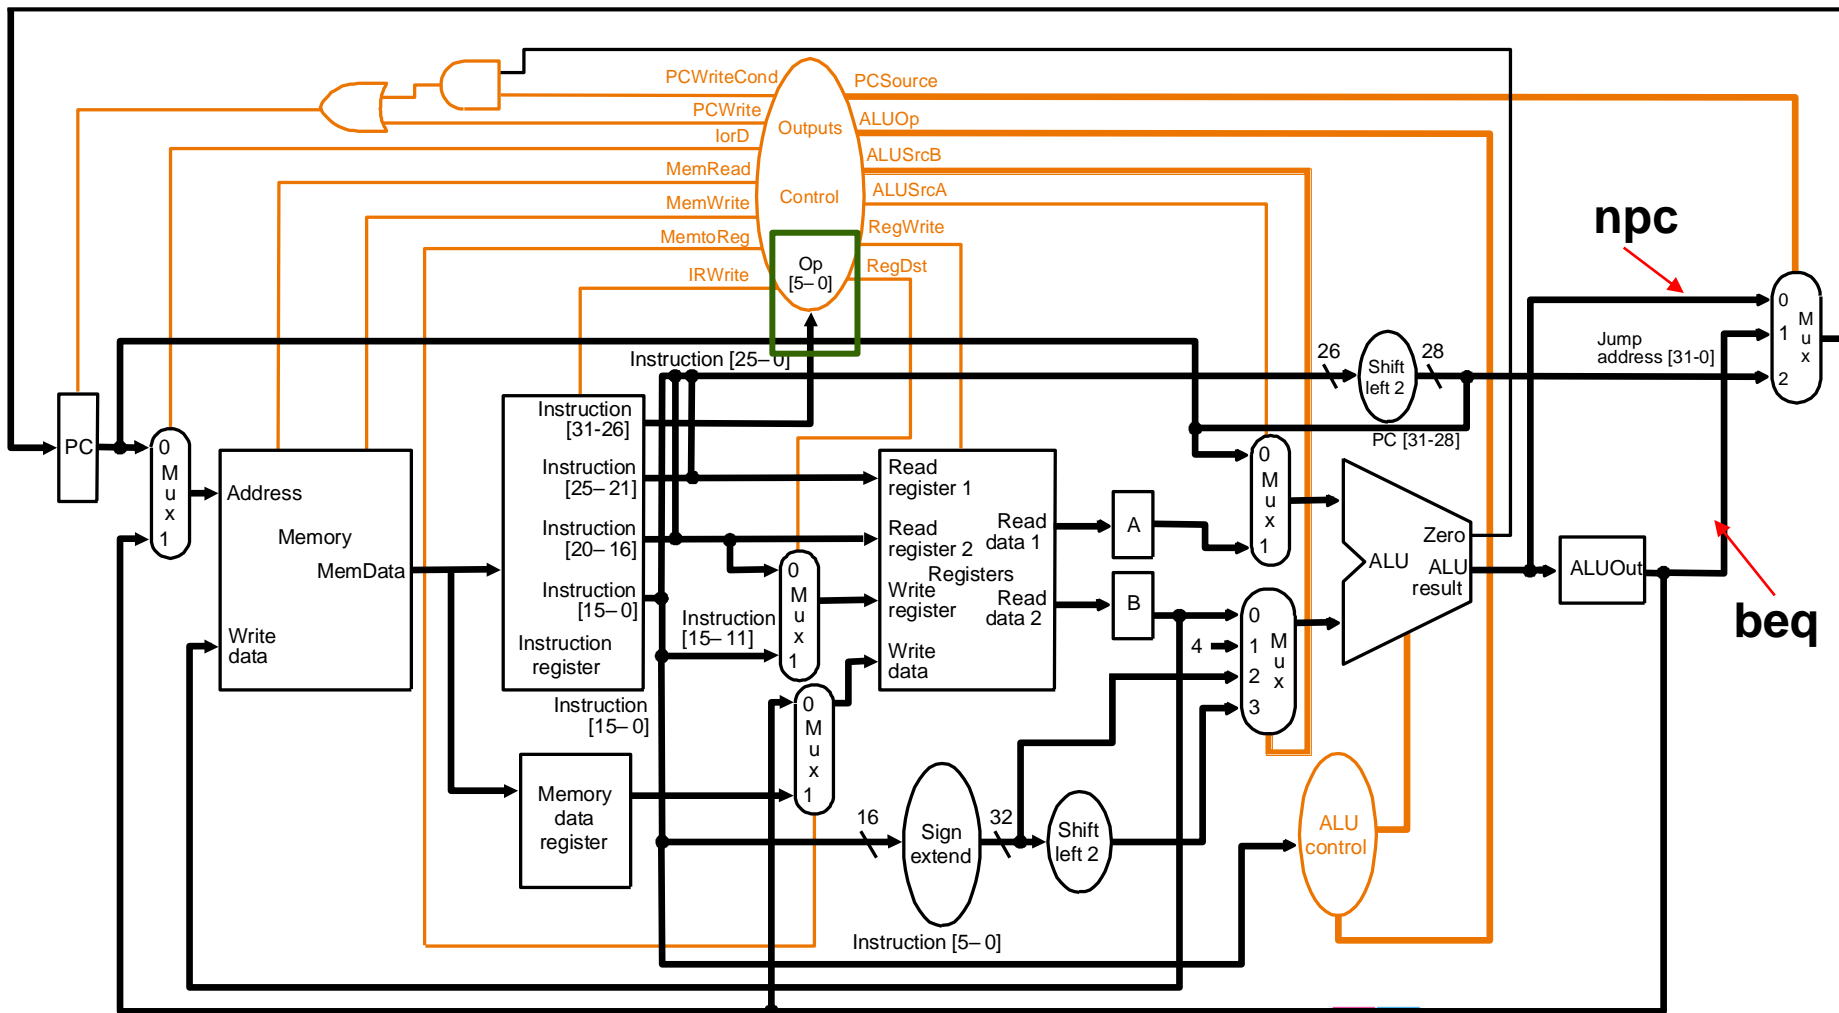 PCWriteCond
PCSource
PCWrite
ALUOp
Outputs
IorD
ALUSrcB
MemRead
ALUSrcA
Control
MemWrite
RegWrite
MemtoReg
RegDst
Op
[5–0]
IRWrite
npc
0
1
2
M
u
x
Jump
address [31-0]
Instruction [25–0]
26
Shift
left 2
28
PC [31-28]
PC
0
M
u
x
1
Address
Memory
MemData
Write
data
Instruction
[31-26]
Instruction
[25–21]
Instruction
[20–16]
Instruction
[15–0]
Instruction
register
Instruction
[15–11]
Instruction
[15–0]
0
M
u
x
1
0
M
u
x
1
Read
register 1
Read
register 2
Registers
Write
register
Write
data
Read
data 1
Read
data 2
A
B
0
M
u
x
1
4
0
1
2
3
M
u
x
Zero
ALU
ALU
result
ALUOut
beq
Memory
data
register
16
Sign
extend
32
Shift
left 2
ALU
control
Instruction [5–0]